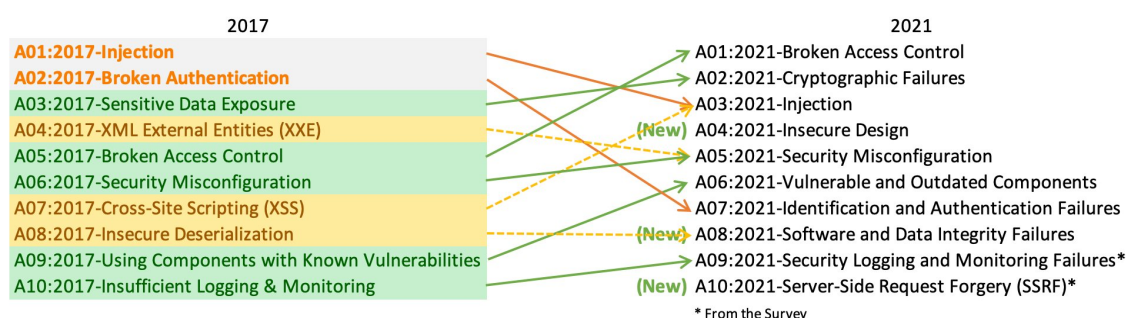 2017
2021
A01:2017-Injection
A02:2017-Broken Authentication
A03:2017-Sensitive Data Exposure
A04:2017-XML External Entities (XXE)
A05:2017-Broken Access Control
A06:2017-Security Misconfiguration
A07:2017-Cross-Site Scripting (XSS)
A08:2017-Insecure Deserialization
A09:2017-Using Components with Known Vulnerabilities
A10:2017-Insufficient Logging & Monitoring
A01:2021-Broken Access Control
A02:2021-Cryptographic Failures
A03:2021-Injection
(New) A04:2021-Insecure Design
A05:2021-Security Misconfiguration
A06:2021-Vulnerable and Outdated Components
A07:2021-Identification and Authentication Failures
(New) A08:2021-Software and Data Integrity Failures
A09:2021-Security Logging and Monitoring Failures*
(New) A10:2021-Server-Side Request Forgery (SSRF)*
* From the Survey